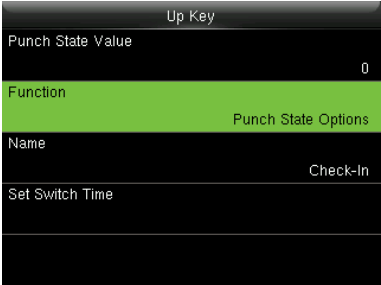 Up Key
Punch State Value
0
Function
Punch State Options
Name
Check-In
Set Switch Time